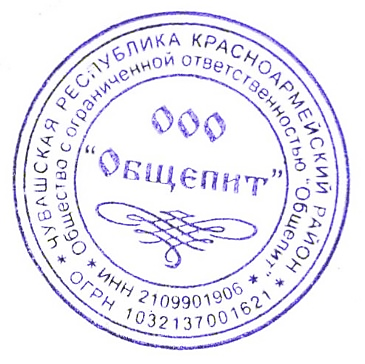 ЧУВАШСКАЯ РЕСПУБЛИКА КРАСНОАРМЕЙСКИЙ РАЙОН
* ОГРН 1032137001621 *
Общество с ограниченной ответственностью "Общепит"
* ИНН 2109901906 *
ООО
"ОБЩЕПИТ"